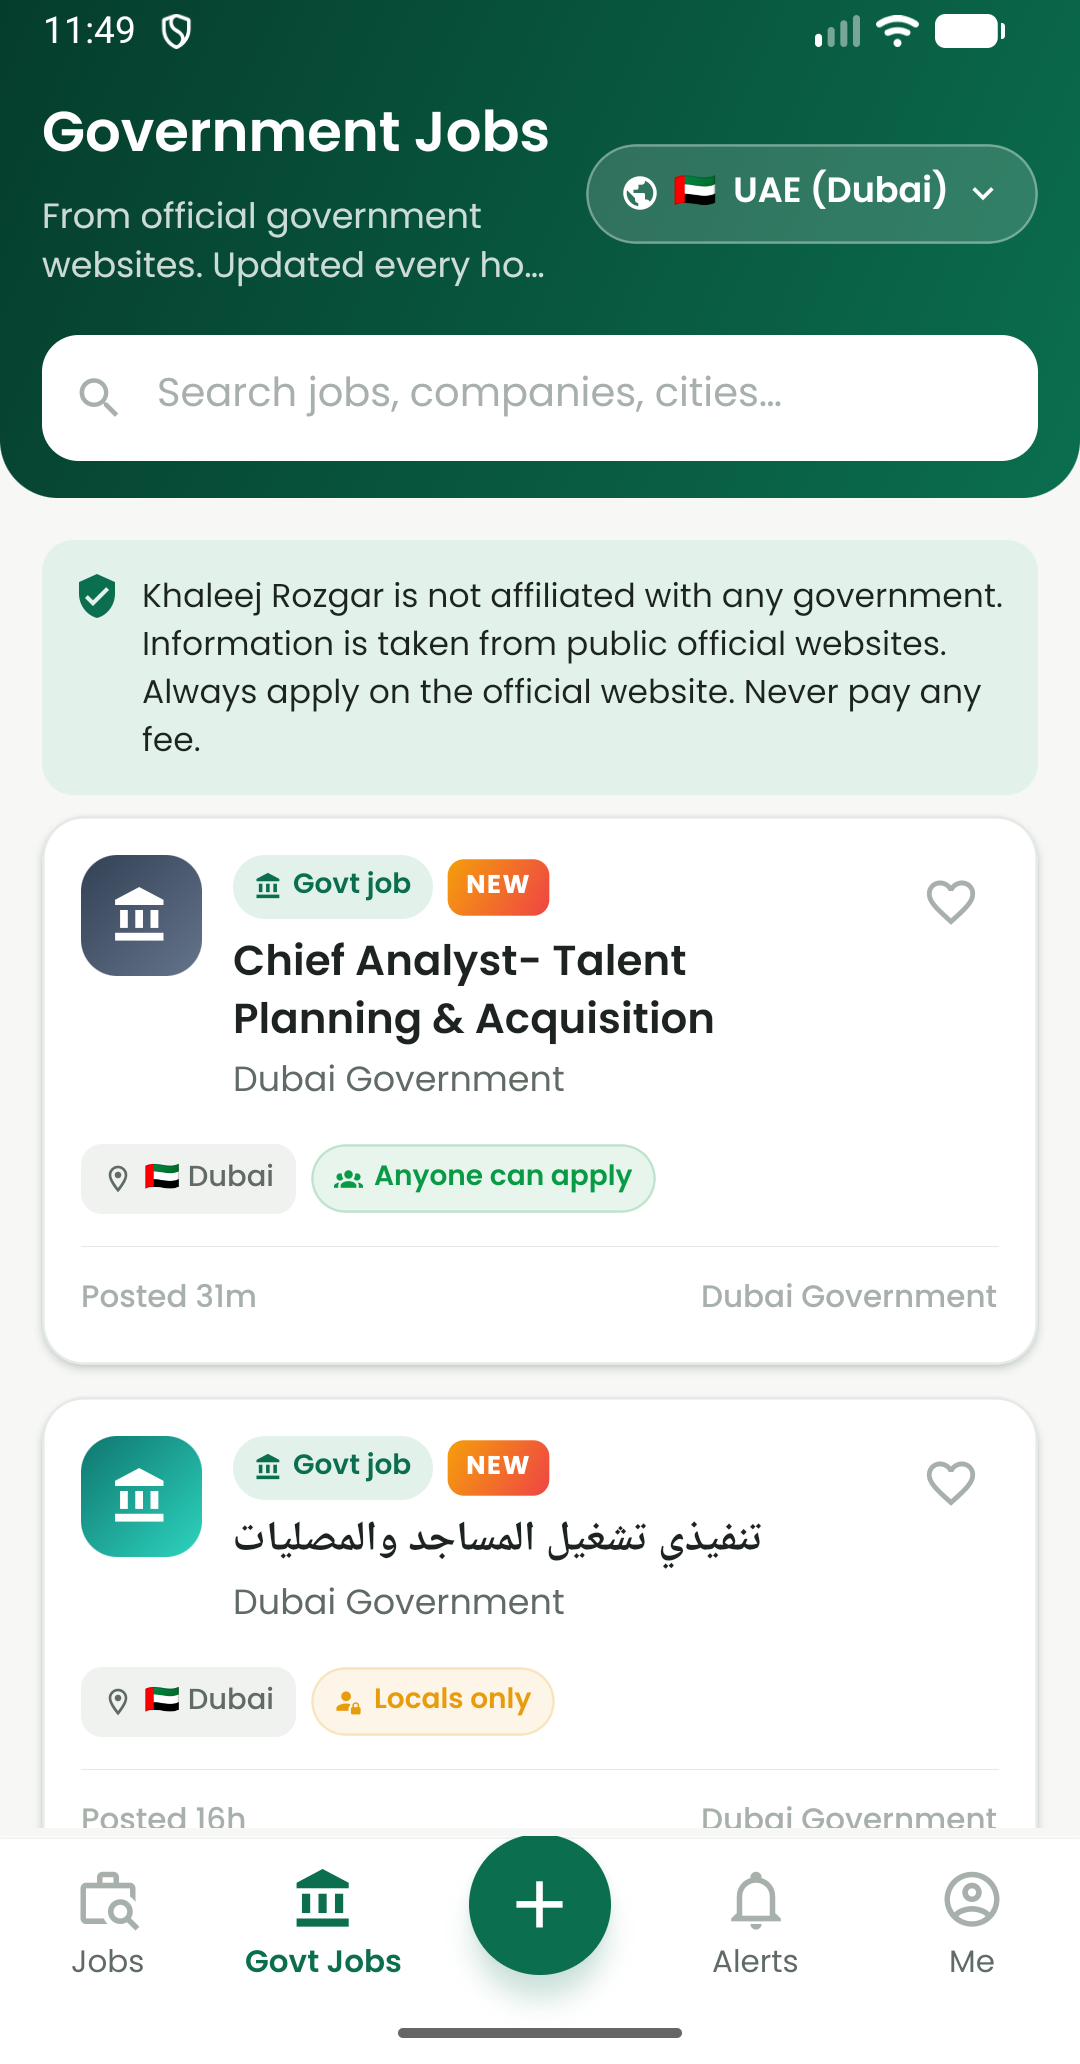 11:49
Government Jobs
From official government
websites. Updated every ho...
UAE (Dubai)
Search jobs, companies, cities...
Khaleej Rozgar is not affiliated with any government.
Information is taken from public official websites.
Always apply on the official website. Never pay any
fee.
Govt job NEW
Chief Analyst- Talent
Planning & Acquisition
Dubai Government
Dubai Anyone can apply
Posted 31m Dubai Government
Govt job NEW
تنفيذي تشغيل المساجد والمصليات
Dubai Government
Dubai Locals only
Posted 16h Dubai Government
Jobs Govt Jobs Alerts Me